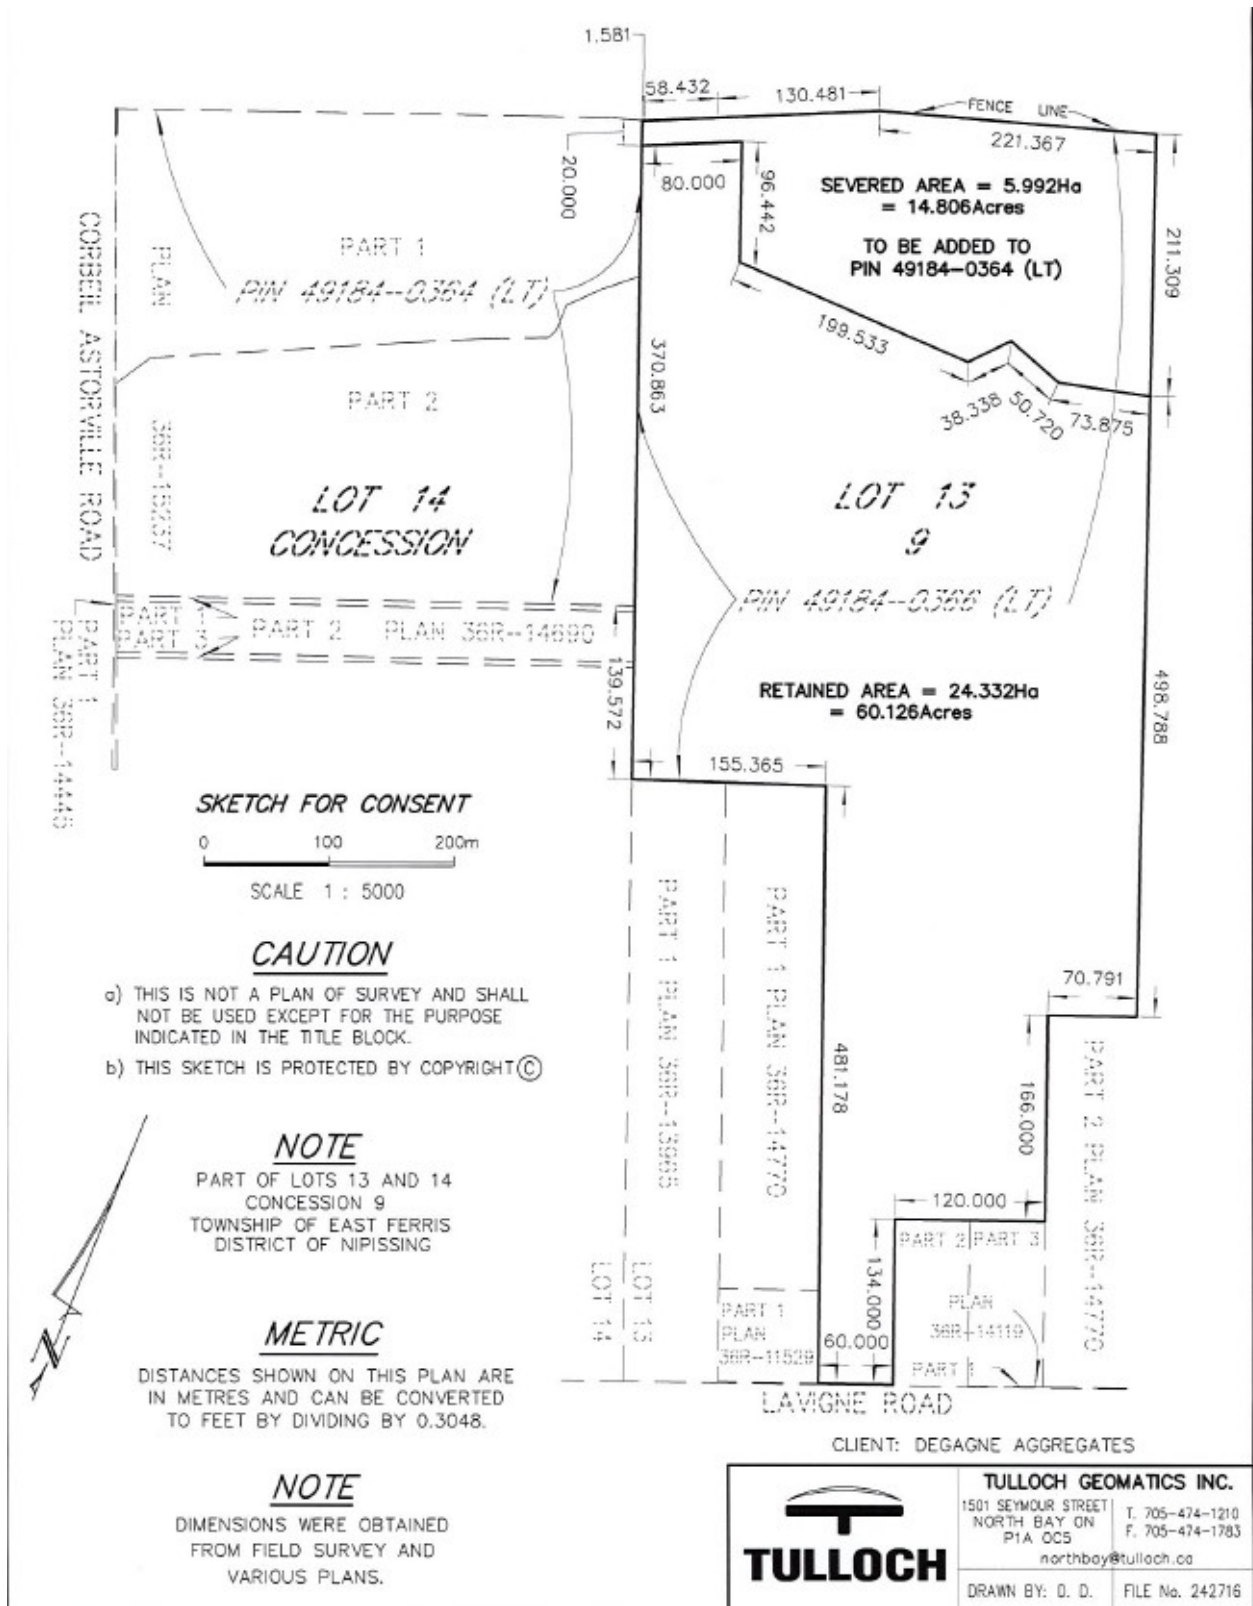 1.581
58.432
130.481
FENCE LINE
221.367
20.000
80.000
96.442
SEVERED AREA = 5.992Ha
= 14.806Acres
TO BE ADDED TO
PIN 49184-0364 (LT)
211.309
CORBEIL ASTORVILLE ROAD
PLAN
36R-15237
PART 1
PIN 49184-0364 (LT)
199.533
38.338
50.720
73.875
370.863
PART 2
LOT 14
CONCESSION
LOT 13
9
PIN 49184-0366 (LT)
PART 1
PART 3
PART 2
PLAN 36R-14690
PART 1
PLAN 36R-14446
139.572
RETAINED AREA = 24.332Ha
= 60.126Acres
498.788
155.365
SKETCH FOR CONSENT
0 100 200m
SCALE 1 : 5000
CAUTION
a) THIS IS NOT A PLAN OF SURVEY AND SHALL
NOT BE USED EXCEPT FOR THE PURPOSE
INDICATED IN THE TITLE BLOCK.
b) THIS SKETCH IS PROTECTED BY COPYRIGHT ©
PART 1 PLAN 36R-13965
PART 1 PLAN 36R-14770
481.178
70.791
166.000
PART 2 PLAN 36R-14770
120.000
PART 2
PART 3
134.000
60.000
PLAN
36R-14119
PART 1
LOT 14
LOT 13
PART 1
PLAN
36R-11529
LAVIGNE ROAD
N
NOTE
PART OF LOTS 13 AND 14
CONCESSION 9
TOWNSHIP OF EAST FERRIS
DISTRICT OF NIPISSING
METRIC
DISTANCES SHOWN ON THIS PLAN ARE
IN METRES AND CAN BE CONVERTED
TO FEET BY DIVIDING BY 0.3048.
NOTE
DIMENSIONS WERE OBTAINED
FROM FIELD SURVEY AND
VARIOUS PLANS.
CLIENT: DEGAGNE AGGREGATES
TULLOCH
TULLOCH GEOMATICS INC.
1501 SEYMOUR STREET
NORTH BAY ON
P1A 0C5
T. 705-474-1210
F. 705-474-1783
northbay@tulloch.ca
DRAWN BY: D. D.
FILE No. 242716